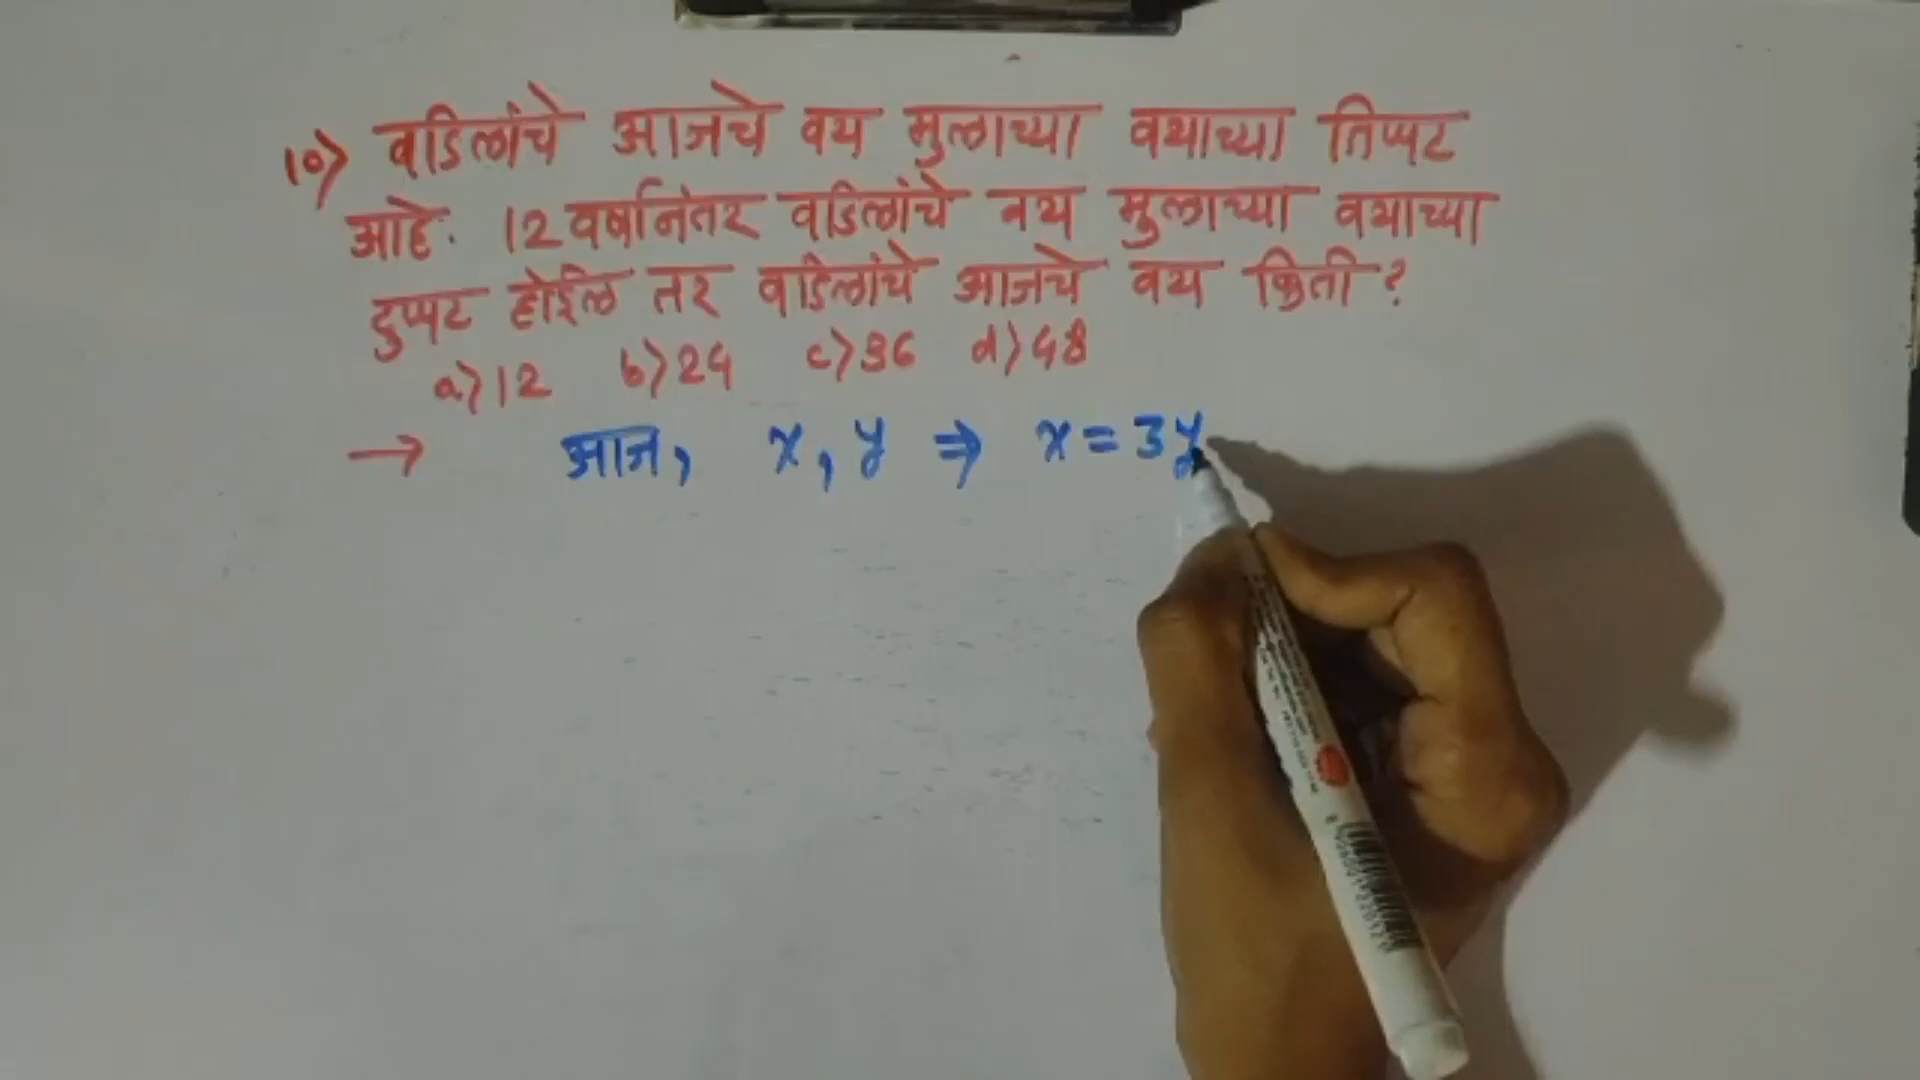 10) वडिलांचे आजचे वय मुलाच्या वयाच्या तिप्पट
आहे. 12 वर्षानंतर वडिलांचे वय मुलाच्या वयाच्या
दुप्पट होईल तर वडिलांचे आजचे वय किती?
a) 12 b) 24 c) 36 d) 48
→ आज, x, y ⇒ x = 3y